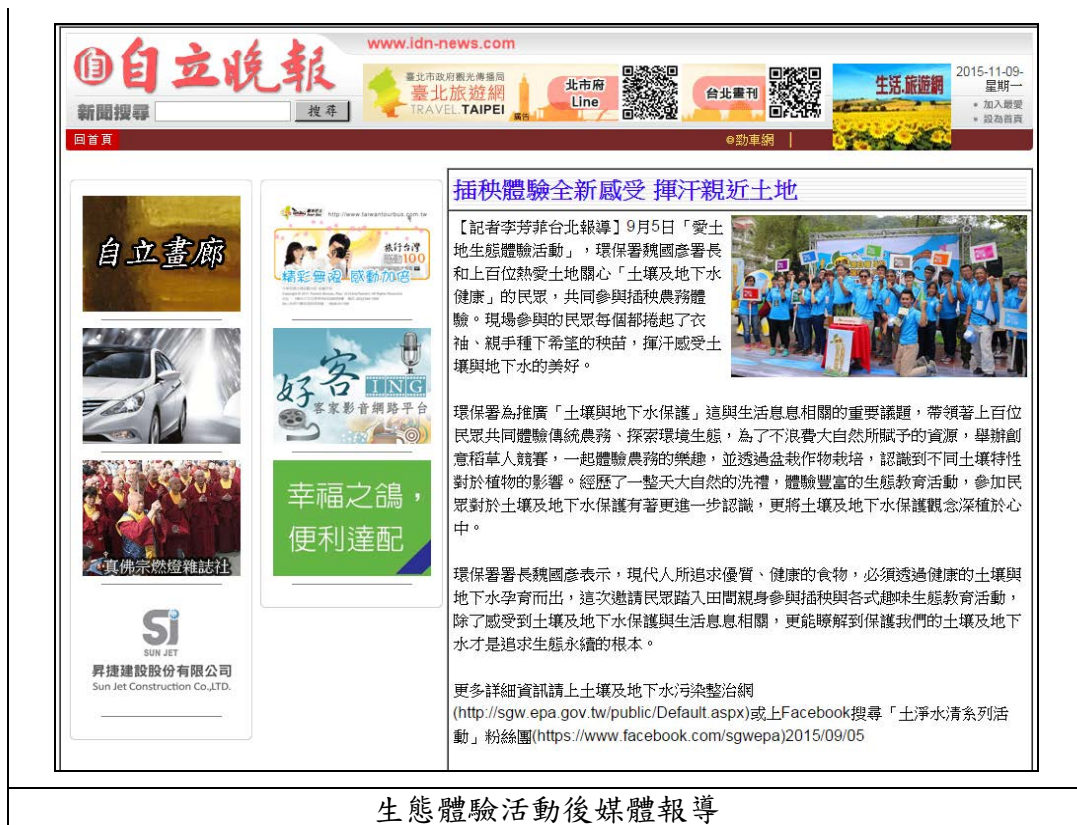 www.idn-news.com
自立晚報
新聞搜尋
搜尋
臺北市政府觀光傳播局
臺北旅遊網
TRAVEL.TAIPEI
廣告
北市府
Line
台北畫刊
生活.旅遊網
2015-11-09-
星期一
加入最愛
設為首頁
回首頁
勁車網
自立畫廊
真佛宗燃燈雜誌社
SUN JET
昇捷建設股份有限公司
Sun Jet Construction Co.,LTD.
http://www.taiwantourbus.com.tw
旅行台灣
感動100
精彩無限 感動加倍
好客ING
客家影音網路平台
幸福之鴿，
便利達配
插秧體驗全新感受 揮汗親近土地
【記者李芳菲台北報導】9月5日「愛土
地生態體驗活動」，環保署魏國彥署長
和上百位熱愛土地關心「土壤及地下水
健康」的民眾，共同參與插秧農務體
驗。現場參與的民眾每個都捲起了衣
袖、親手種下希望的秧苗，揮汗感受土
壤與地下水的美好。
環保署為推廣「土壤與地下水保護」這與生活息息相關的重要議題，帶領著上百位
民眾共同體驗傳統農務、探索環境生態，為了不浪費大自然所賦予的資源，舉辦創
意稻草人競賽，一起體驗農務的樂趣，並透過盆栽作物栽培，認識到不同土壤特性
對於植物的影響。經歷了一整天大自然的洗禮，體驗豐富的生態教育活動，參加民
眾對於土壤及地下水保護有著更進一步認識，更將土壤及地下水保護觀念深植於心
中。
環保署署長魏國彥表示，現代人所追求優質、健康的食物，必須透過健康的土壤與
地下水孕育而出，這次邀請民眾踏入田間親身參與插秧與各式趣味生態教育活動，
除了感受到土壤及地下水保護與生活息息相關，更能瞭解到保護我們的土壤及地下
水才是追求生態永續的根本。
更多詳細資訊請上土壤及地下水污染整治網
(http://sgw.epa.gov.tw/public/Default.aspx)或上Facebook搜尋「土淨水清系列活
動」粉絲團(https://www.facebook.com/sgwepa)2015/09/05
生態體驗活動後媒體報導